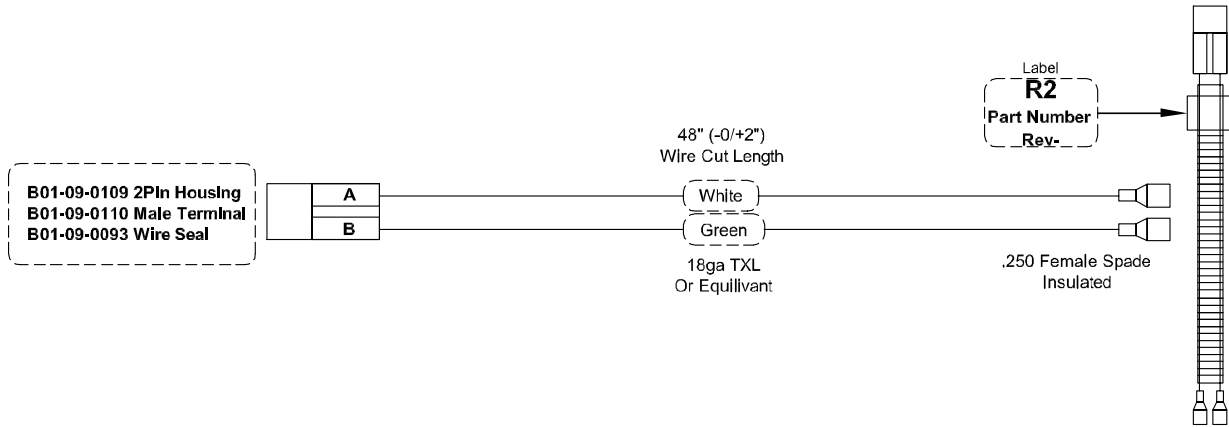 Label
R2
Part Number
Rev-
48" (-0/+2")
Wire Cut Length
B01-09-0109 2Pin Housing
B01-09-0110 Male Terminal
B01-09-0093 Wire Seal
A
White
B
Green
18ga TXL
Or Equilivant
.250 Female Spade
Insulated